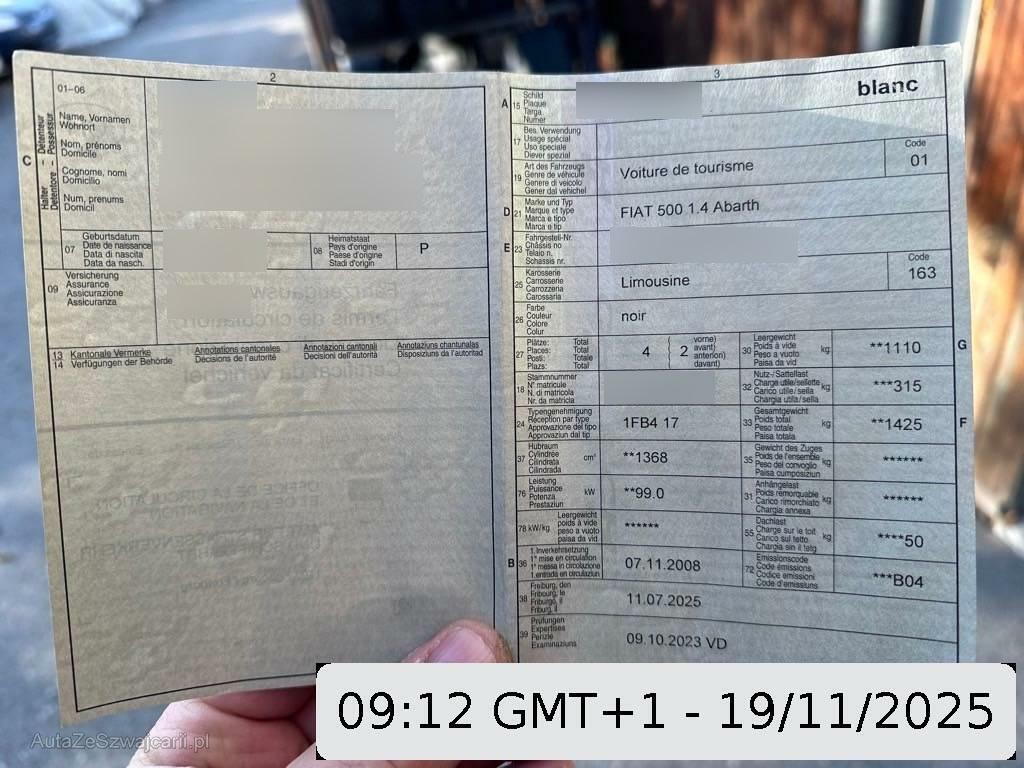 2
01-06
C
Halter - Détenteur
Detentore - Possessur
Name, Vornamen
Wohnort
Nom, prénoms
Domicile
Cognome, nomi
Domicilio
Num, prenums
Domicil
07
Geburtsdatum
Date de naissance
Data di nascita
Data da nasch.
08
Heimatstaat
Pays d'origine
Paese d'origine
Stadi d'origin
P
09
Versicherung
Assurance
Assicurazione
Assicuranza
13
14
Kantonale Vermerke
Verfügungen der Behörde
Annotations cantonales
Décisions de l'autorité
Annotazioni cantonali
Decisioni dell'autorità
Annotaziuns chantunalas
Disposiziuns da l'autoritad
3
A 15
Schild
Plaque
Targa
Numer
blanc
17
Bes. Verwendung
Usage spécial
Uso speciale
Diever spezial
19
Art des Fahrzeugs
Genre de véhicule
Genere di veicolo
Gener dal vehichel
Voiture de tourisme
Code
01
D 21
Marke und Typ
Marque et type
Marca e tipo
Marca e tip
FIAT 500 1.4 Abarth
E 23
Fahrgestell-Nr.
Châssis no
Telaio n.
Schassis nr.
25
Karosserie
Carrosserie
Carrozzeria
Carossaria
Limousine
Code
163
26
Farbe
Couleur
Colore
Colur
noir
27
Plätze: Total
Places: Total
Posti: Totale
Plazs: Total
4
2
vorne)
avant)
anteriori)
davant)
30
Leergewicht
Poids à vide
Peso a vuoto
Paisa da vid
kg
**1110
G
18
Stammnummer
N° matricule
N. di matricola
Nr. da matricla
32
Nutz-/Sattellast
Charge utile/sellette
Carico utile/sella
Chargia utila/sella
kg
***315
24
Typengenehmigung
Réception par type
Approvazione del tipo
Approvaziun dal tip
1FB4 17
33
Gesamtgewicht
Poids total
Peso totale
Paisa totala
kg
**1425
F
37
Hubraum
Cylindrée
Cilindrata
Cilindrada
cm³
**1368
35
Gewicht des Zuges
Poids de l'ensemble
Peso del convoglio
Paisa cumposiziun
kg
******
76
Leistung
Puissance
Potenza
Prestaziun
kW
**99.0
31
Anhängelast
Poids remorquable
Carico rimorchiato
Chargia annexa
kg
******
78 kW/kg
Leergewicht
poids à vide
peso a vuoto
paisa da vid
******
55
Dachlast
Charge sur le toit
Carico sul tetto
Chargia sin il tetg
kg
****50
B 36
1. Inverkehrsetzung
1re mise en circulation
1a messa in circolazione
1. entrada en circulaziun
07.11.2008
72
Emissionscode
Code émissions
Codice emissioni
Code d'emissiuns
***B04
38
Freiburg, den
Fribourg, le
Friburgo, il
Friburg, il
11.07.2025
39
Prüfungen
Expertises
Perizie
Examinaziuns
09.10.2023 VD
09:12 GMT+1 - 19/11/2025
AutaZeSzwajcarii.pl